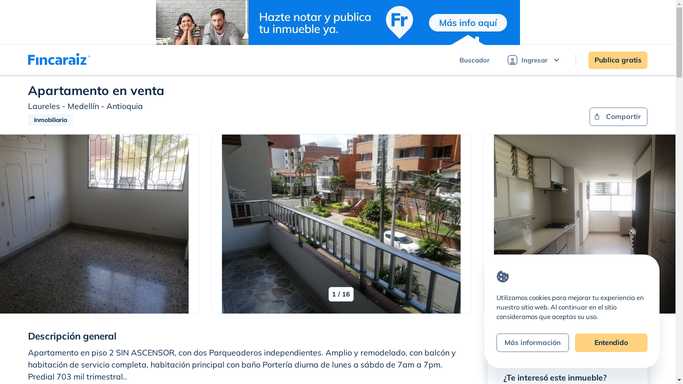 Hazte notar y publica
tu inmueble ya.
Fr
Más info aquí
Fincaraiz
Buscador
Ingresar
Publica gratis
Apartamento en venta
Laureles - Medellín - Antioquia
Inmobiliaria
Compartir
1 / 16
Utilizamos cookies para mejorar tu experiencia en
nuestro sitio web. Al continuar en el sitio
consideramos que aceptas su uso.
Más información
Entendido
Descripción general
Apartamento en piso 2 SIN ASCENSOR, con dos Parqueaderos independientes. Amplio y remodelado, con balcón y
habitación de servicio completa, habitación principal con baño Portería diurna de lunes a sábado de 7am a 7pm.
Predial 703 mil trimestral..
¿Te interesó este inmueble?